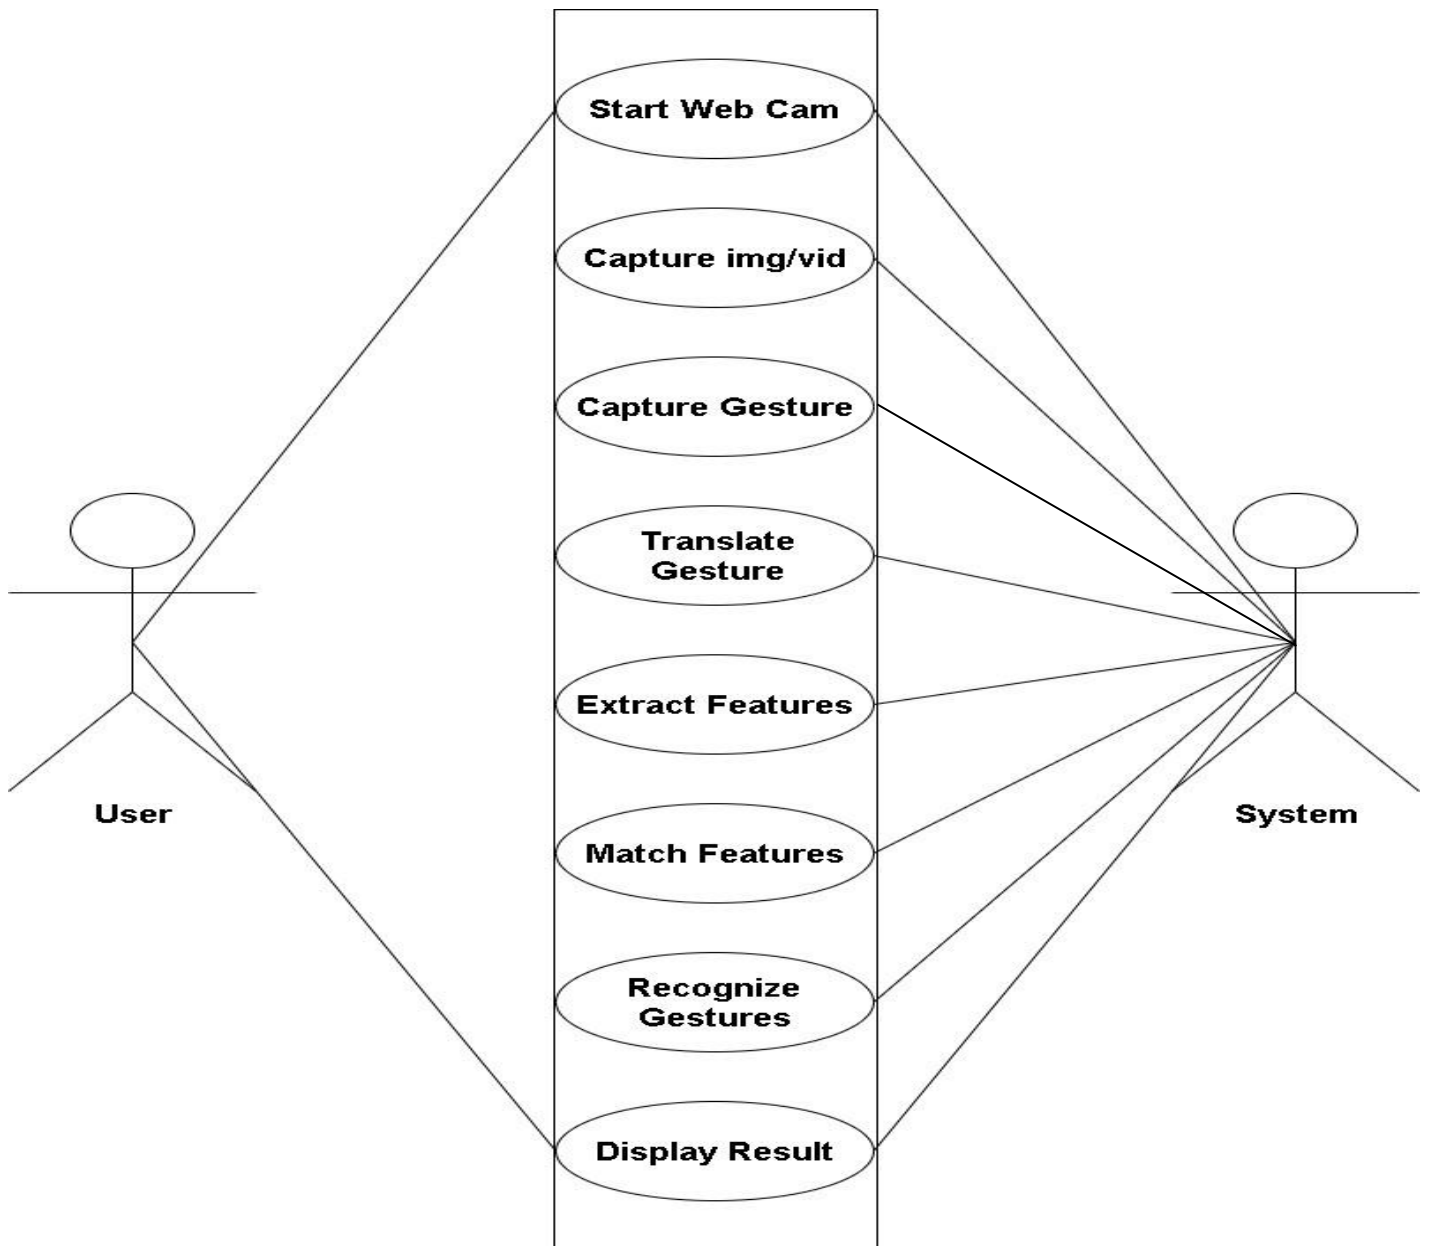 Start Web Cam
Capture img/vid
Capture Gesture
Translate
Gesture
Extract Features
User
System
Match Features
Recognize
Gestures
Display Result